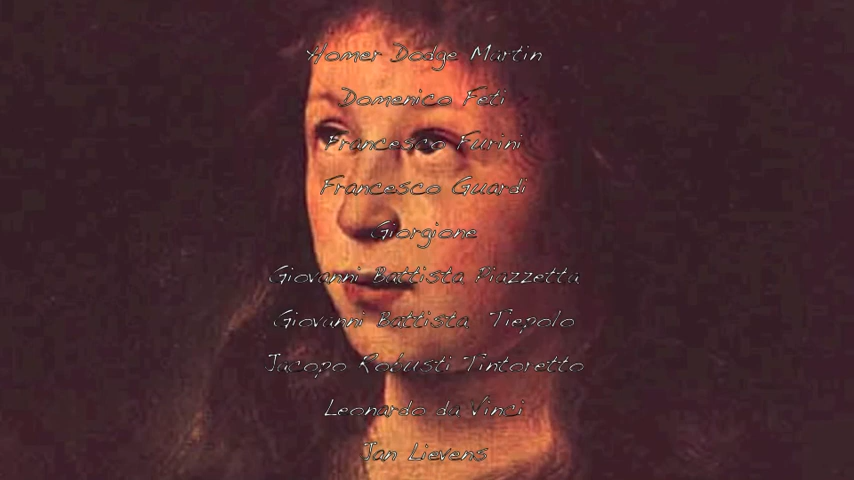 Homer Dodge Martin
Domenico Feti
Francesco Furini
Francesco Guardi
Giorgione
Giovanni Battista Piazzetta
Giovanni Battista Tiepolo
Jacopo Robusti Tintoretto
Leonardo da Vinci
Jan Lievens